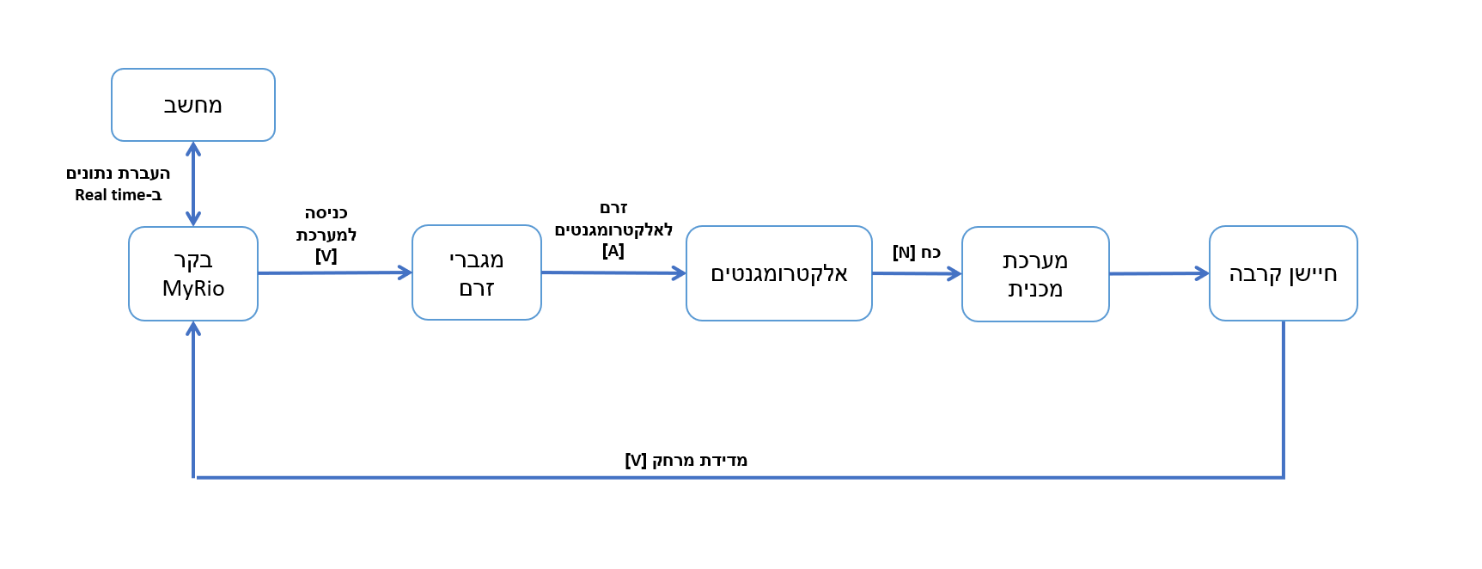 מחשב
העברת נתונים
ב-Real time
בקר
MyRio
כניסה
למערכת
[V]
מגברי
זרם
זרם
לאלקטרומגנטים
[A]
אלקטרומגנטים
כח [N]
מערכת
מכנית
חיישן קרבה
מדידת מרחק [V]